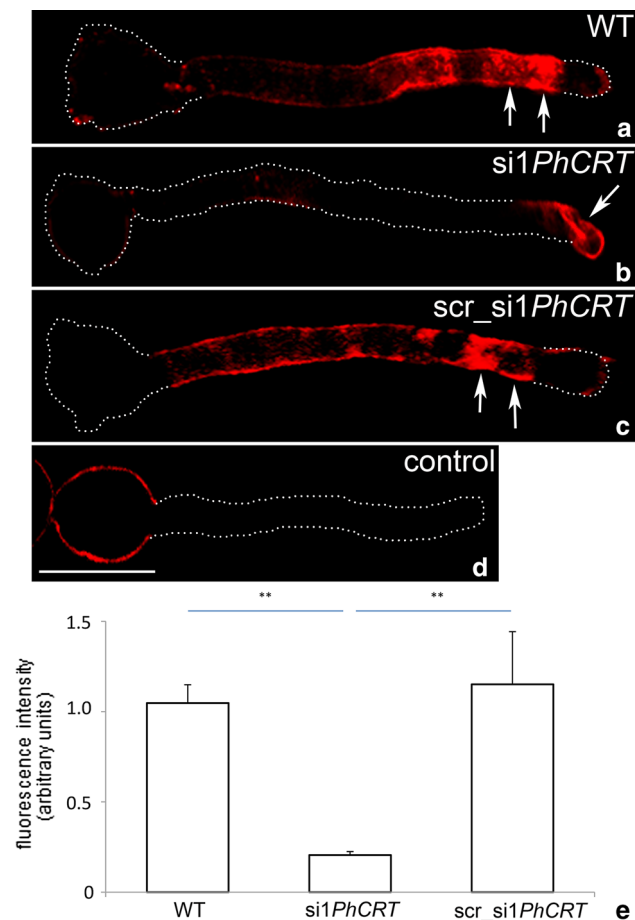 WT
a
si1PhCRT
b
scr_si1PhCRT
c
control
d
** **
fluorescence intensity
(arbitrary units)
1.5
1.0
0.5
0
WT si1PhCRT scr_si1PhCRT e